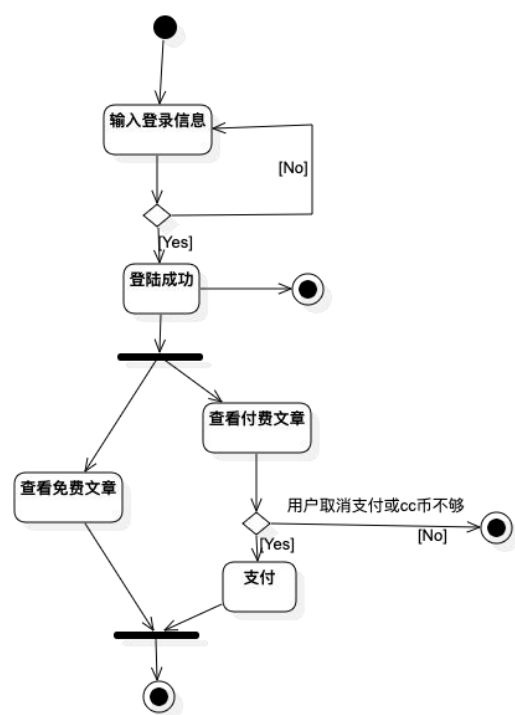 输入登录信息
[No]
[Yes]
登陆成功
查看付费文章
查看免费文章
用户取消支付或cc币不够
[No]
[Yes]
支付